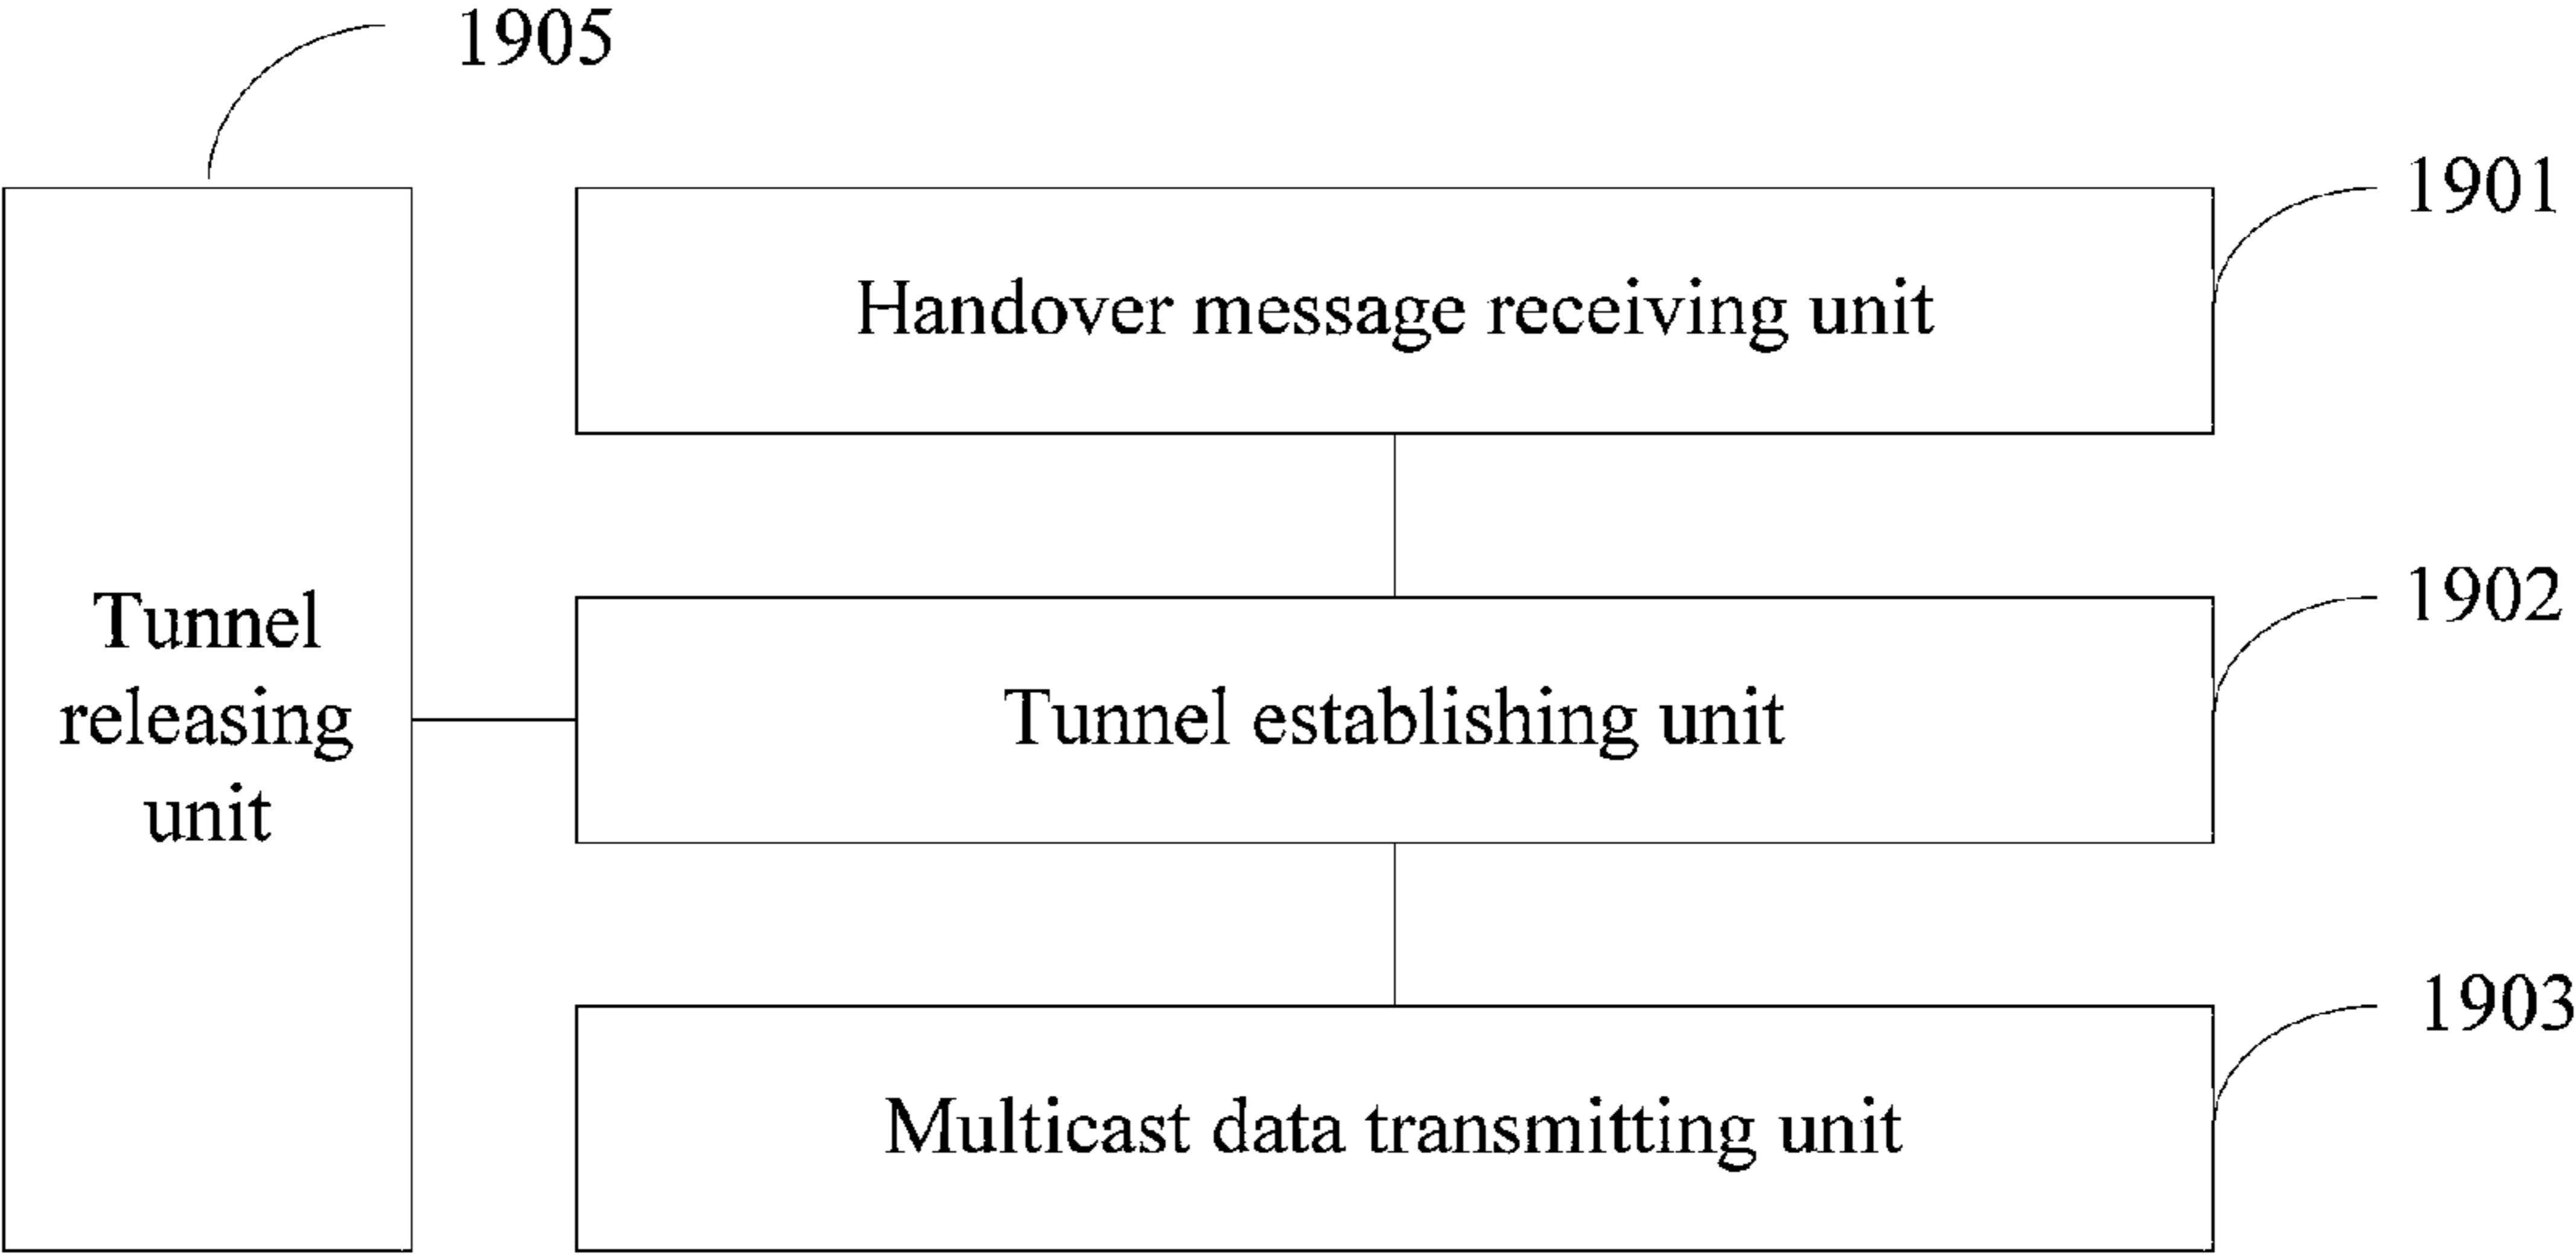 1905
1901
Handover message receiving unit
Tunnel
releasing
unit
1902
Tunnel establishing unit
1903
Multicast data transmitting unit